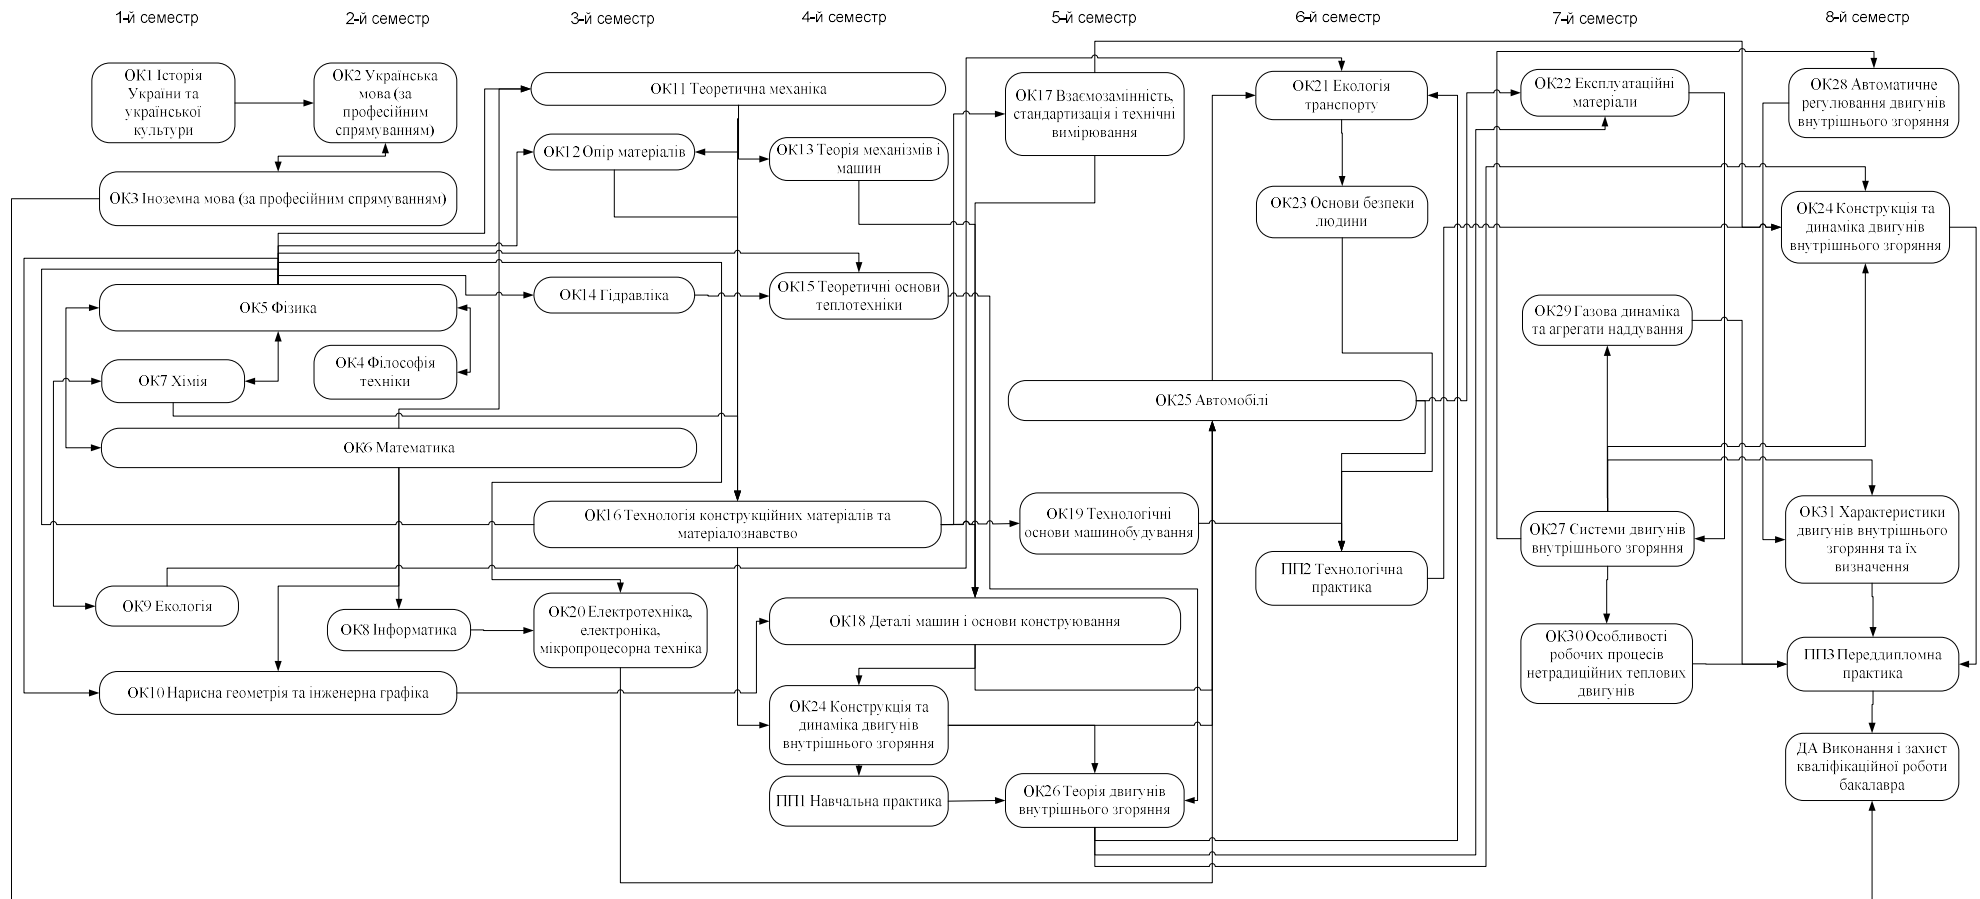 1-й семестр
2-й семестр
3-й семестр
4-й семестр
5-й семестр
6-й семестр
7-й семестр
8-й семестр
ОК1 Історія
України та
української
культури
ОК2 Українська
мова (за
професійним
спрямуванням)
ОК3 Іноземна мова (за професійним спрямуванням)
ОК5 Фізика
ОК4 Філософія
техніки
ОК7 Хімія
ОК6 Математика
ОК9 Екологія
ОК8 Інформатика
ОК10 Нарисна геометрія та інженерна графіка
ОК11 Теоретична механіка
ОК12 Опір матеріалів
ОК13 Теорія механізмів і
машин
ОК14 Гідравліка
ОК15 Теоретичні основи
теплотехніки
ОК16 Технологія конструкційних матеріалів та
матеріалознавство
ОК20 Електротехніка,
електроніка,
мікропроцесорна техніка
ОК18 Деталі машин і основи конструювання
ОК24 Конструкція та
динаміка двигунів
внутрішнього згоряння
ПП1 Навчальна практика
ОК17 Взаємозамінність,
стандартизація і технічні
вимірювання
ОК25 Автомобілі
ОК19 Технологічні
основи машинобудування
ОК26 Теорія двигунів
внутрішнього згоряння
ОК21 Екологія
транспорту
ОК23 Основи безпеки
людини
ПП2 Технологічна
практика
ОК22 Експлуатаційні
матеріали
ОК29 Газова динаміка
та агрегати наддування
ОК27 Системи двигунів
внутрішнього згоряння
ОК30 Особливості
робочих процесів
нетрадиційних теплових
двигунів
ОК28 Автоматичне
регулювання двигунів
внутрішнього згоряння
ОК24 Конструкція та
динаміка двигунів
внутрішнього згоряння
ОК31 Характеристики
двигунів внутрішнього
згоряння та їх
визначення
ПП3 Переддипломна
практика
ДА Виконання і захист
кваліфікаційної роботи
бакалавра